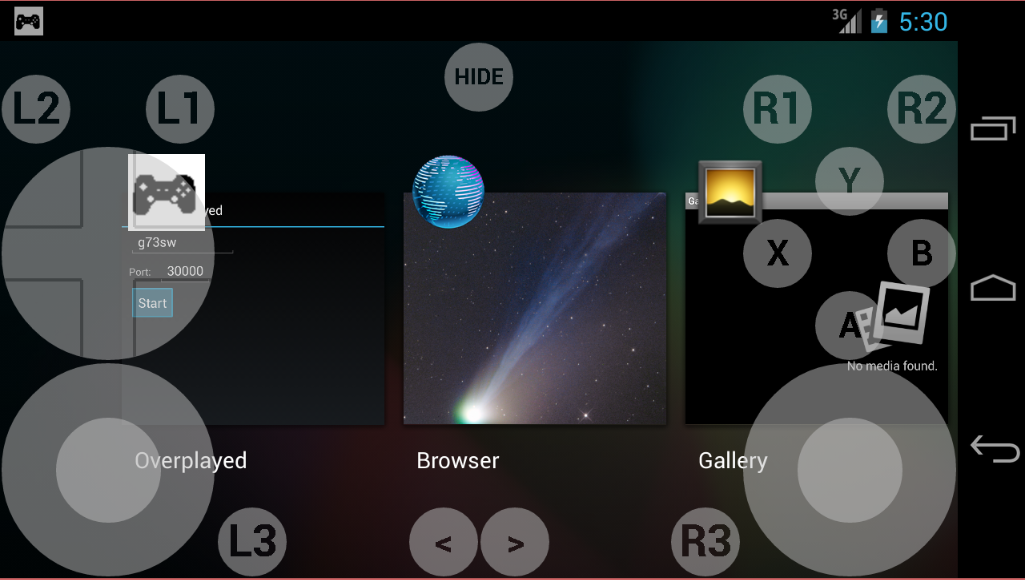 3G
5:30
HIDE
L2
L1
R1
R2
Y
yed
Ga
g73sw
X
B
Port:
30000
Start
A
No media found.
Overplayed
Browser
Gallery
L3
<
>
R3